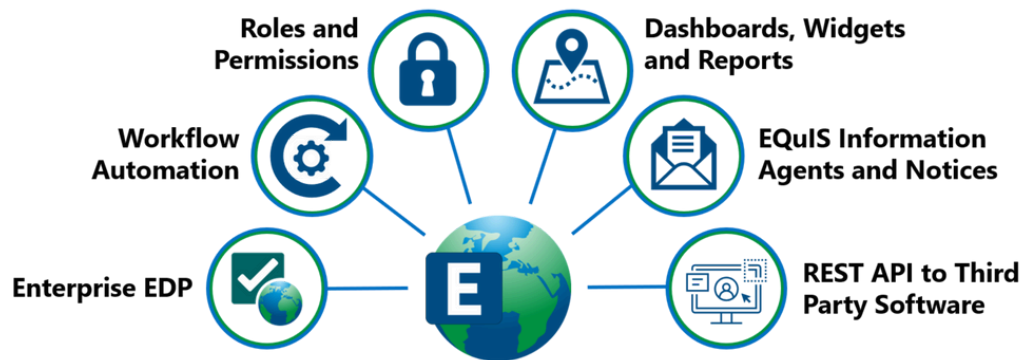 Roles and
Permissions
Dashboards, Widgets
and Reports
Workflow
Automation
EQuIS Information
Agents and Notices
Enterprise EDP
E
REST API to Third
Party Software